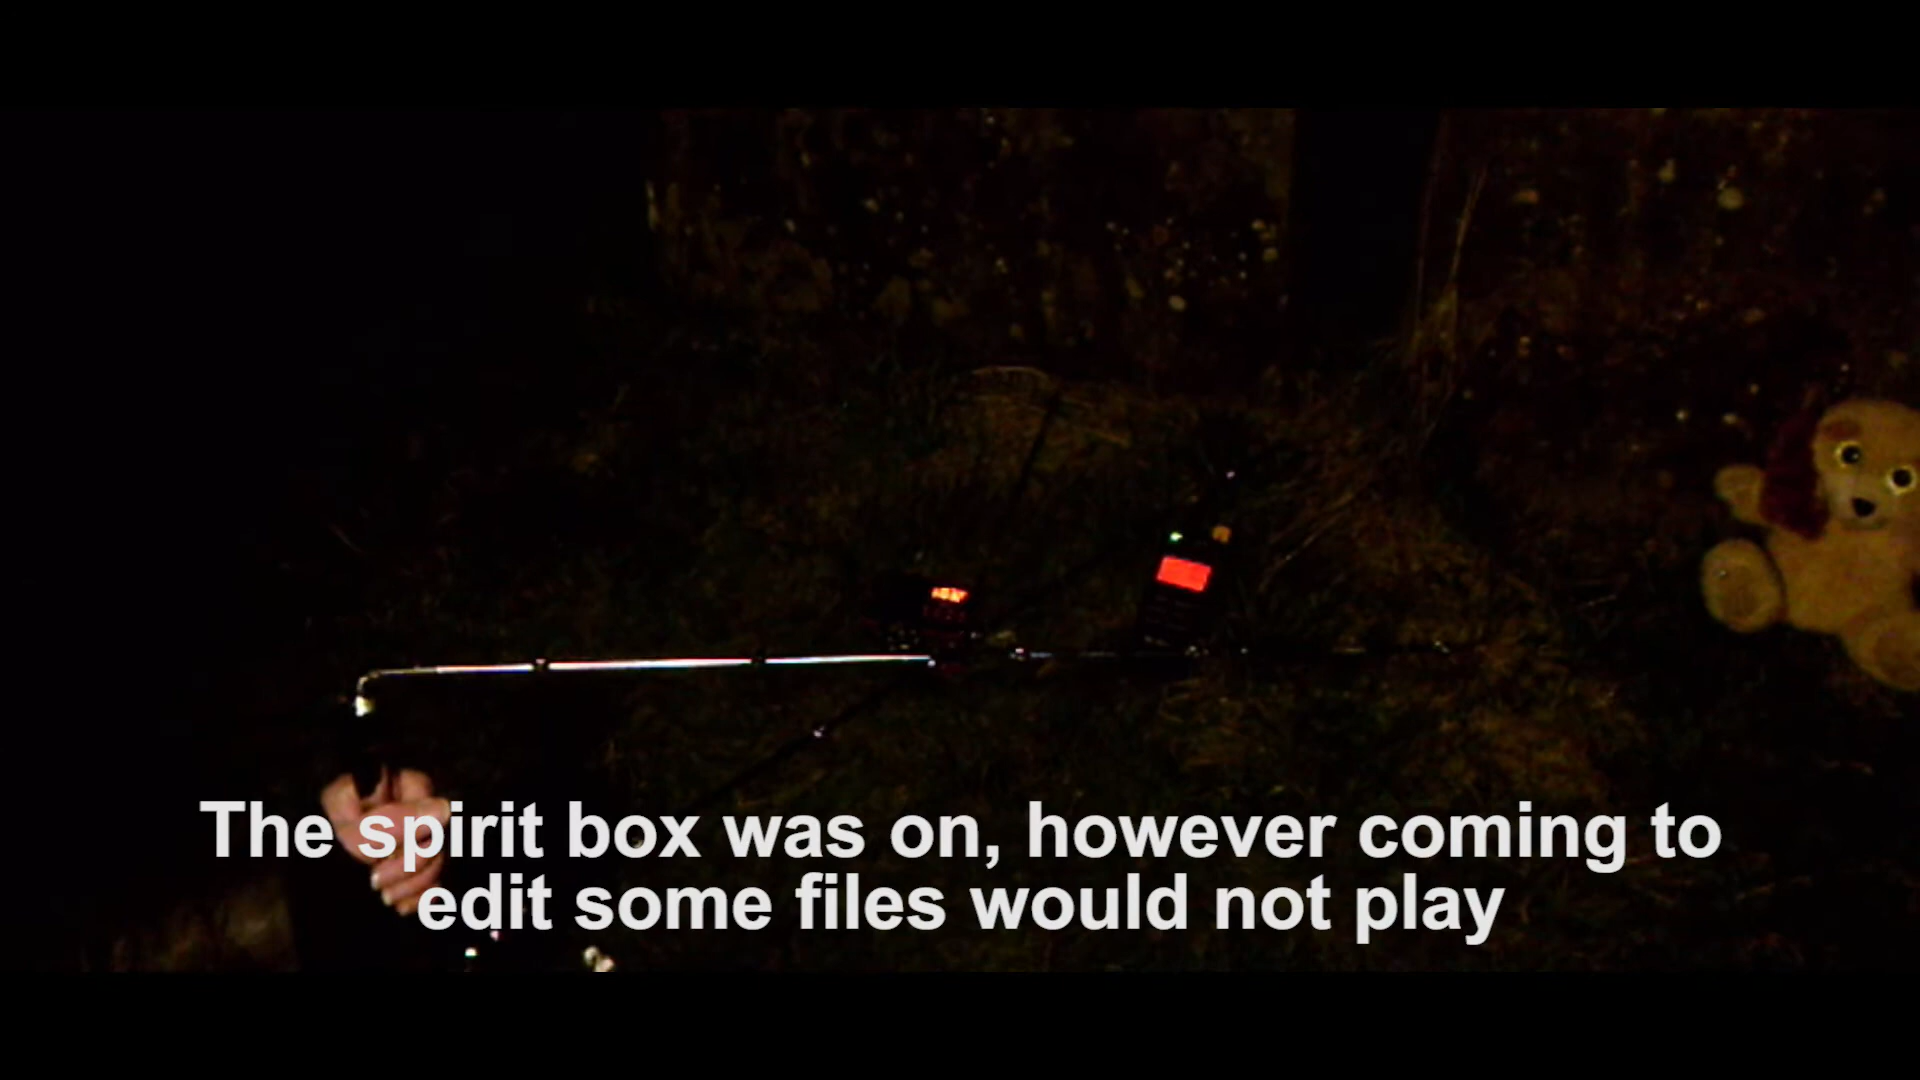 The spirit box was on, however coming to
edit some files would not play